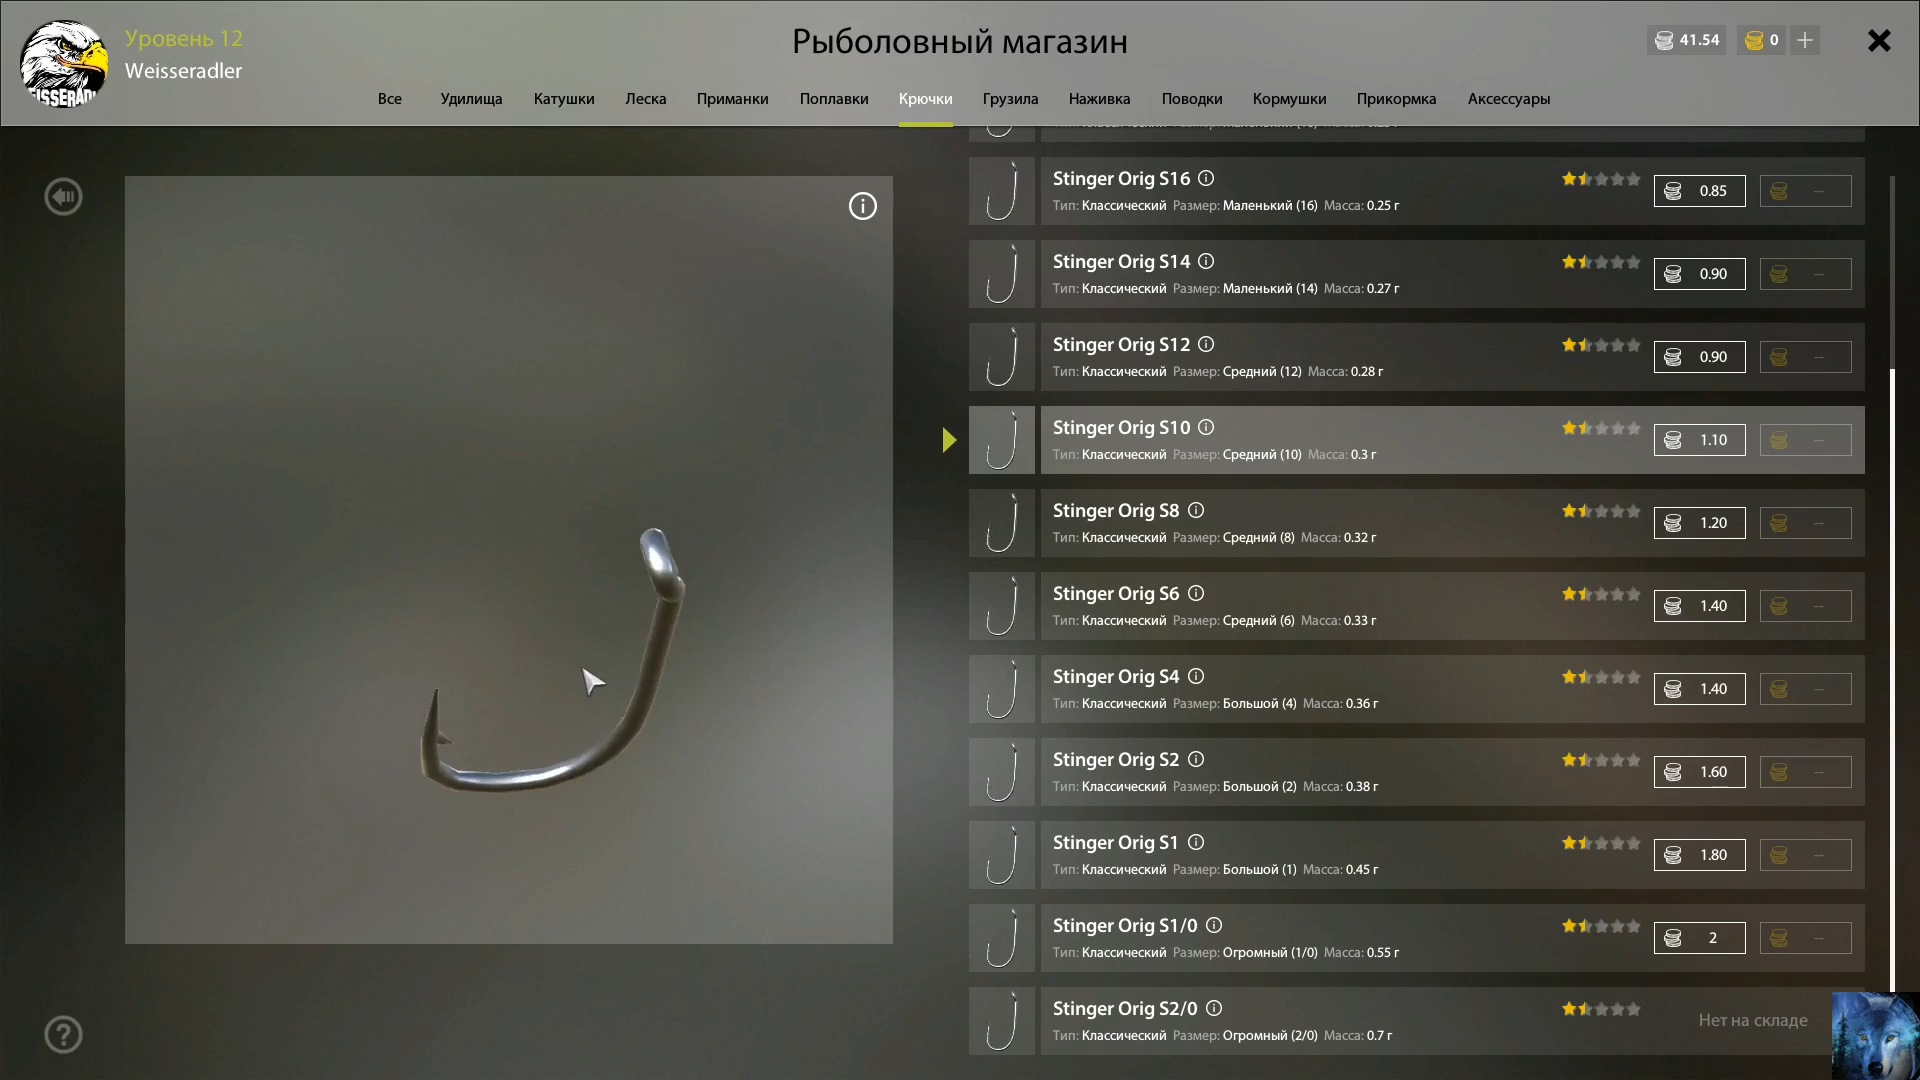 Уровень 12
Weisseradler
ISSERAD
Рыболовный магазин
41.54
0
Все Удилища Катушки Леска Приманки Поплавки Крючки Грузила Наживка Поводки Кормушки Прикормка Аксессуары
Stinger Orig S16
Тип: Классический Размер: Маленький (16) Масса: 0.25 г
0.85
--
Stinger Orig S14
Тип: Классический Размер: Маленький (14) Масса: 0.27 г
0.90
--
Stinger Orig S12
Тип: Классический Размер: Средний (12) Масса: 0.28 г
0.90
--
Stinger Orig S10
Тип: Классический Размер: Средний (10) Масса: 0.3 г
1.10
--
Stinger Orig S8
Тип: Классический Размер: Средний (8) Масса: 0.32 г
1.20
--
Stinger Orig S6
Тип: Классический Размер: Средний (6) Масса: 0.33 г
1.40
--
Stinger Orig S4
Тип: Классический Размер: Большой (4) Масса: 0.36 г
1.40
--
Stinger Orig S2
Тип: Классический Размер: Большой (2) Масса: 0.38 г
1.60
--
Stinger Orig S1
Тип: Классический Размер: Большой (1) Масса: 0.45 г
1.80
--
Stinger Orig S1/0
Тип: Классический Размер: Огромный (1/0) Масса: 0.55 г
2
--
Stinger Orig S2/0
Тип: Классический Размер: Огромный (2/0) Масса: 0.7 г
Нет на складе